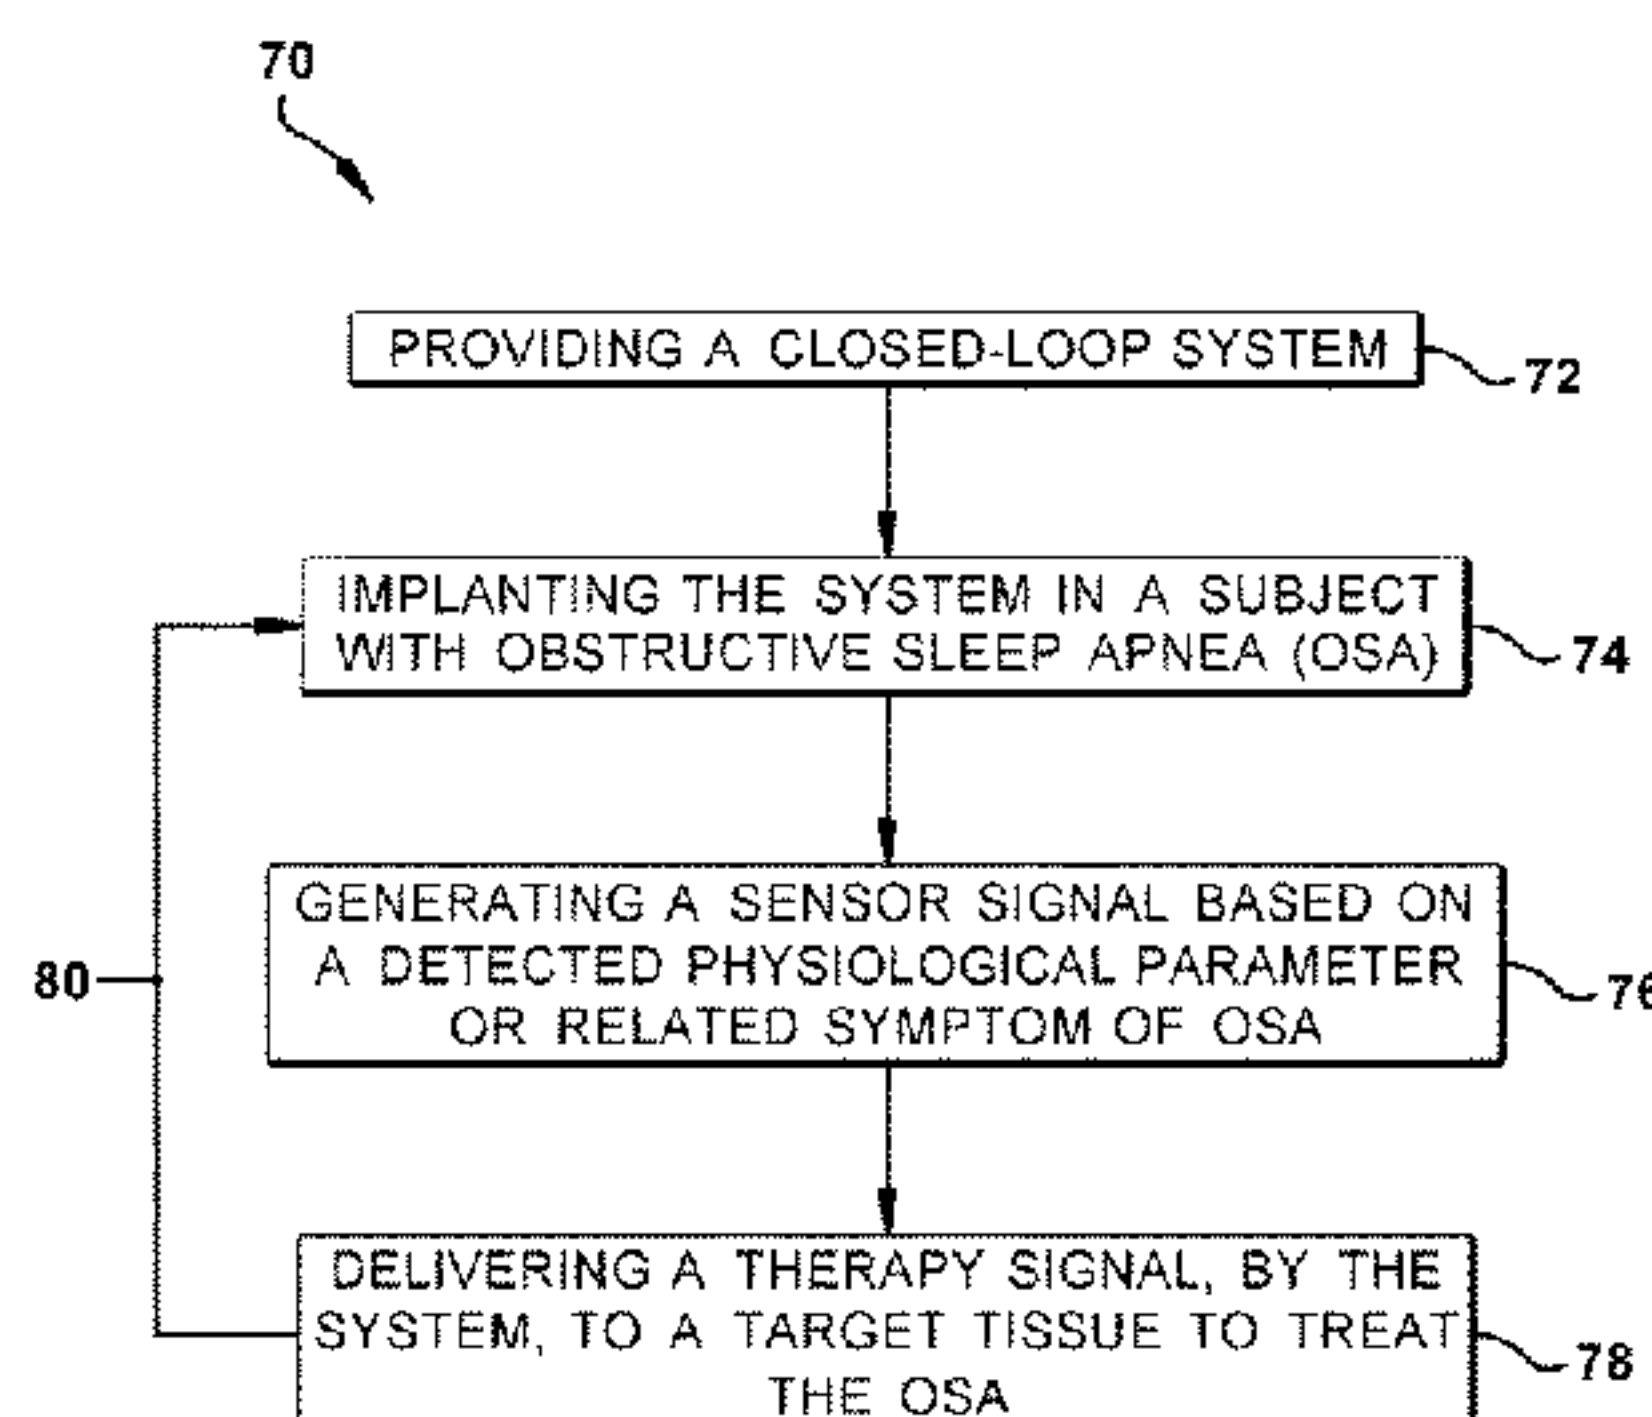 70
PROVIDING A CLOSED-LOOP SYSTEM
72
IMPLANTING THE SYSTEM IN A SUBJECT
WITH OBSTRUCTIVE SLEEP APNEA (OSA)
74
GENERATING A SENSOR SIGNAL BASED ON
A DETECTED PHYSIOLOGICAL PARAMETER
OR RELATED SYMPTOM OF OSA
76
80
DELIVERING A THERAPY SIGNAL, BY THE
SYSTEM, TO A TARGET TISSUE TO TREAT
THE OSA
78